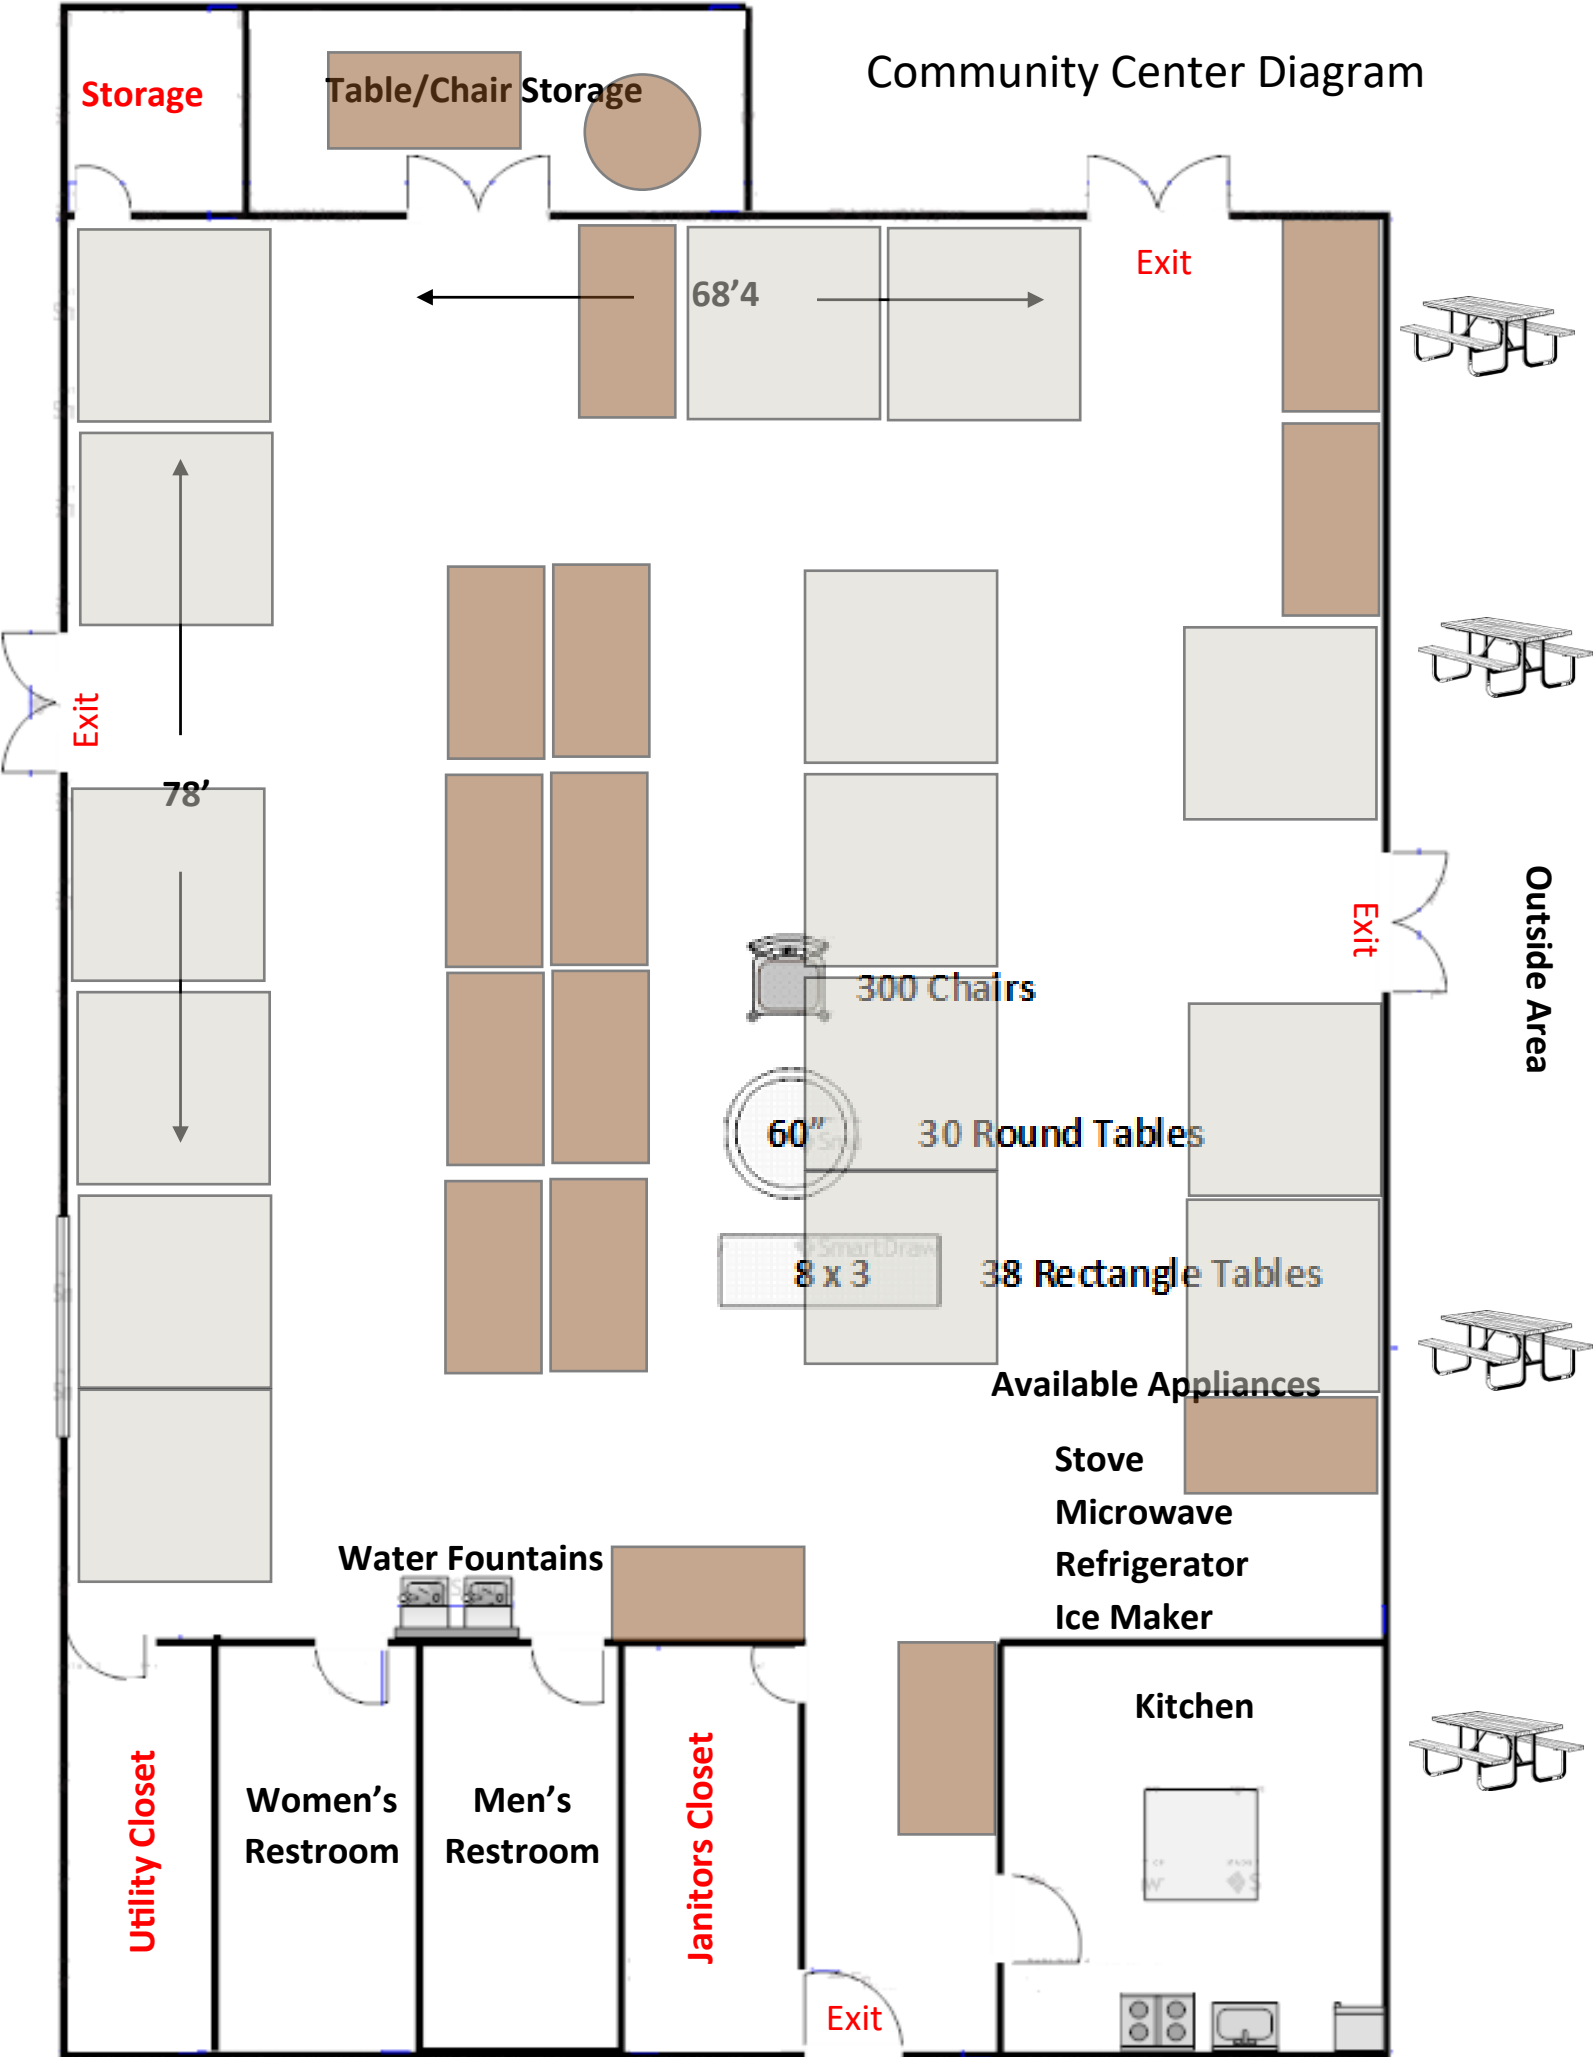 Community Center Diagram
Storage
Table/Chair Storage
Exit
68’4
Exit
78’
Exit
Outside Area
300 Chairs
60”
30 Round Tables
SmartDraw
8 x 3
38 Rectangle Tables
Available Appliances
Stove
Microwave
Refrigerator
Ice Maker
Water Fountains
Kitchen
Utility Closet
Women’s
Restroom
Men’s
Restroom
Janitors Closet
Exit